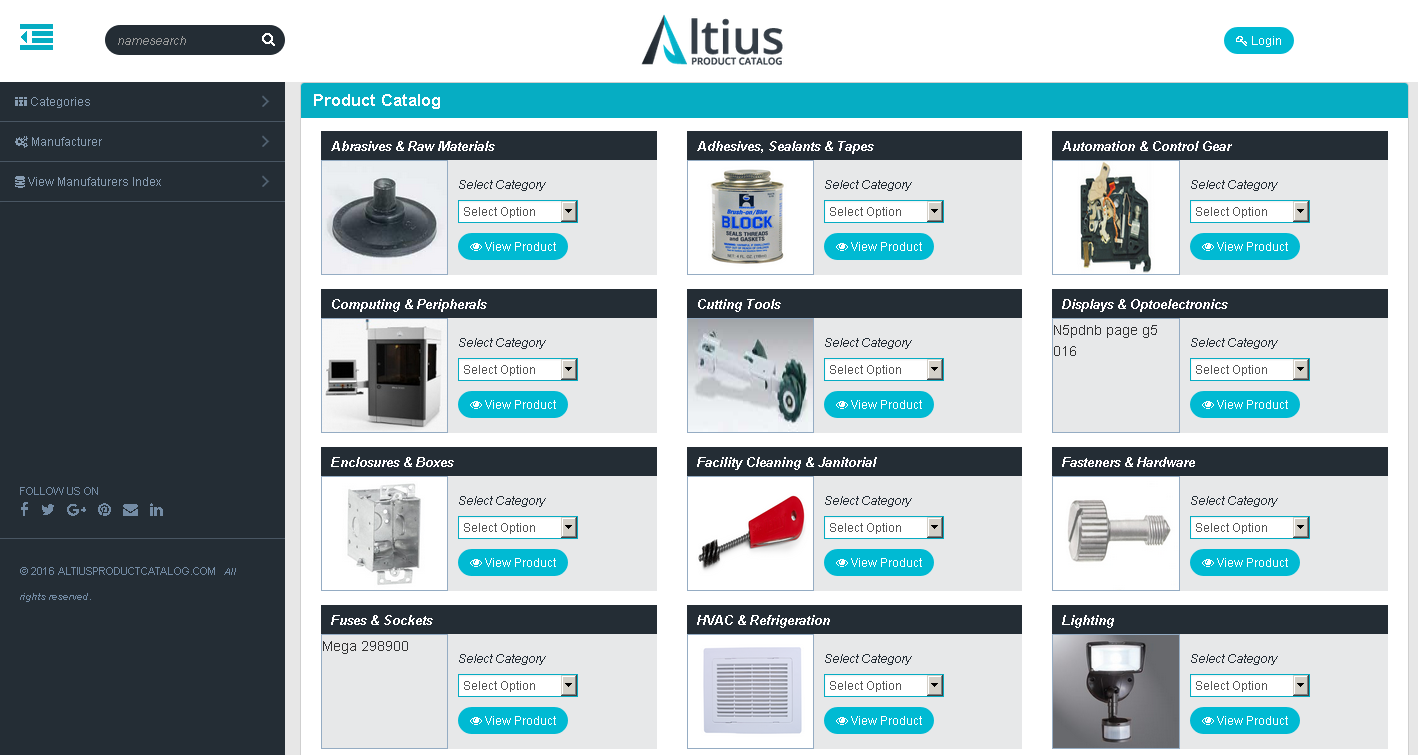 namesearch
Altius
PRODUCT CATALOG
Login
Categories
Manufacturer
View Manufaturers Index
FOLLOW US ON
© 2016 ALTIUSPRODUCTCATALOG.COM All
rights reserved.
Product Catalog
Abrasives & Raw Materials
Select Category
Select Option
View Product
Adhesives, Sealants & Tapes
Brush-on/Blue
BLOCK
SEALS THREADS
and GASKETS
Select Category
Select Option
View Product
Automation & Control Gear
Select Category
Select Option
View Product
Computing & Peripherals
Select Category
Select Option
View Product
Cutting Tools
Select Category
Select Option
View Product
Displays & Optoelectronics
N5pdnb page g5
016
Select Category
Select Option
View Product
Enclosures & Boxes
Select Category
Select Option
View Product
Facility Cleaning & Janitorial
Select Category
Select Option
View Product
Fasteners & Hardware
Select Category
Select Option
View Product
Fuses & Sockets
Mega 298900
Select Category
Select Option
View Product
HVAC & Refrigeration
Select Category
Select Option
View Product
Lighting
Select Category
Select Option
View Product